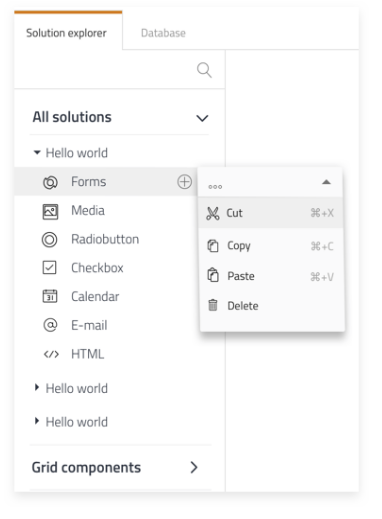 Solution explorer
Database
All solutions
Hello world
Forms
Media
Radiobutton
Checkbox
31 Calendar
E-mail
HTML
Hello world
Hello world
Grid components
Cut ⌘+X
Copy ⌘+C
Paste ⌘+V
Delete